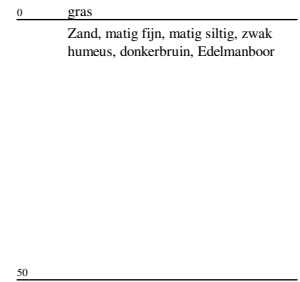 0 gras
Zand, matig fijn, matig siltig, zwak
humeus, donkerbruin, Edelmanboor
50